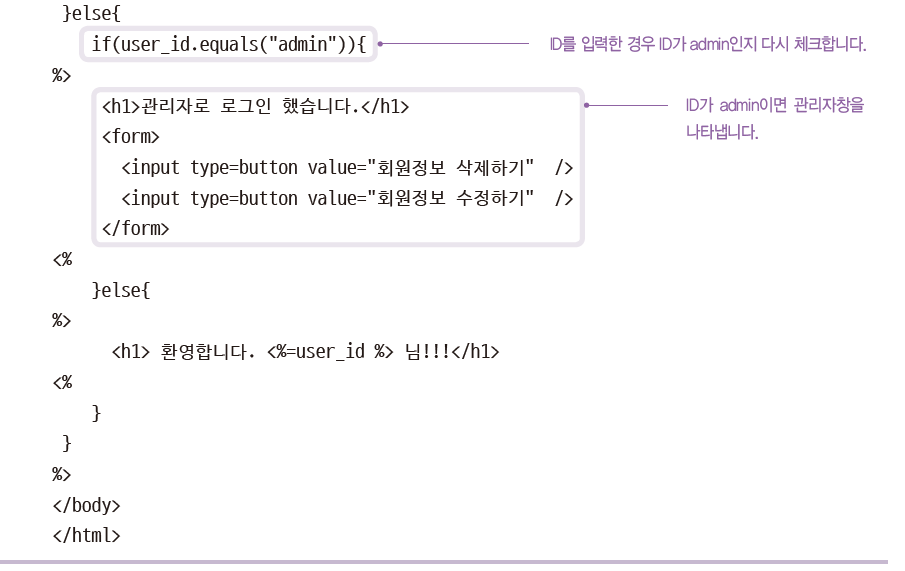 }else{
if(user_id.equals("admin")){
ID를 입력한 경우 ID가 admin인지 다시 체크합니다.
%>
<h1>관리자로 로그인 했습니다.</h1>
ID가 admin이면 관리자창을
나타냅니다.
<form>
<input type=button value="회원정보 삭제하기"  />
<input type=button value="회원정보 수정하기"  />
</form>
<%
}else{
%>
<h1> 환영합니다. <%=user_id %> 님!!!</h1>
<%
}
}
%>
</body>
</html>